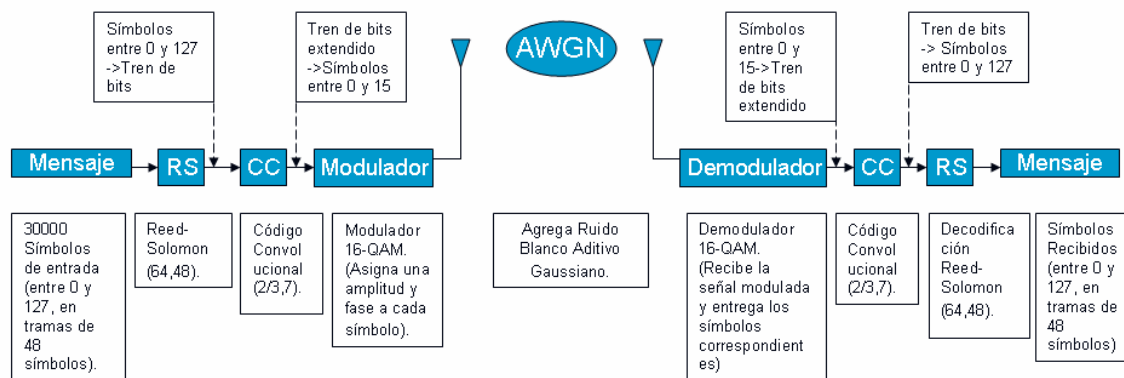 Símbolos
entre 0 y 127
->Tren de
bits
Tren de bits
extendido
->Símbolos
entre 0 y 15
AWGN
Símbolos
entre 0 y
15->Tren
de bits
extendido
Tren de bits
-> Símbolos
entre 0 y 127
Mensaje
RS
CC
Modulador
Demodulador
CC
RS
Mensaje
30000
Símbolos
de entrada
(entre 0 y
127, en
tramas de
48
símbolos).
Reed-
Solomon
(64,48).
Código
Convol
ucional
(2/3,7).
Modulador
16-QAM.
(Asigna una
amplitud y
fase a cada
símbolo).
Agrega Ruido
Blanco Aditivo
Gaussiano.
Demodulador
16-QAM.
(Recibe la
señal modulada
y entrega los
símbolos
correspondient
es)
Código
Convol
ucional
(2/3,7).
Decodifica
ción
Reed-
Solomon
(64,48).
Símbolos
Recibidos
(entre 0 y
127, en
tramas de
48
símbolos)